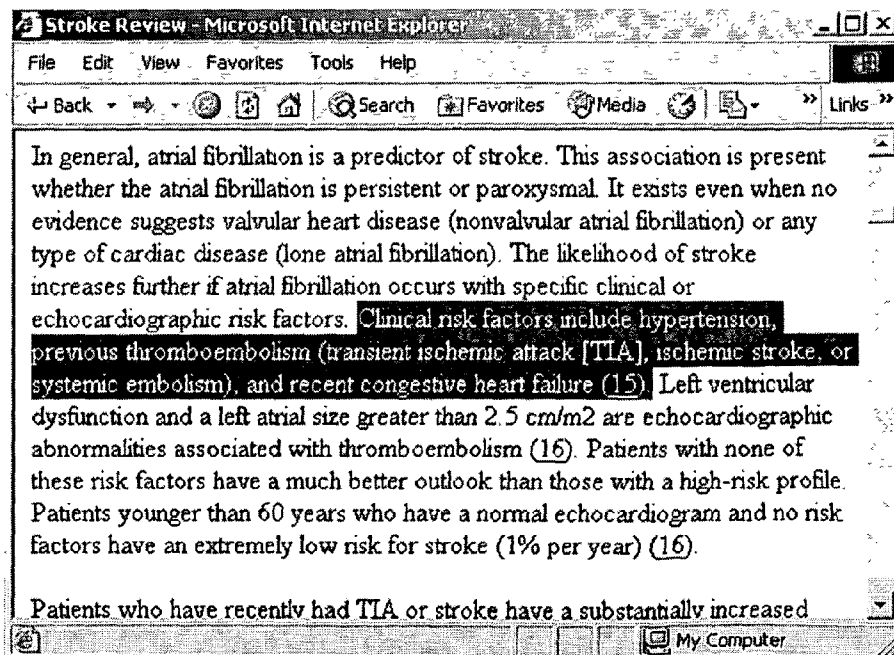 Stroke Review - Microsoft Internet Explorer
File Edit View Favorites Tools Help
Back Search Favorites Media » Links »
In general, atrial fibrillation is a predictor of stroke. This association is present
whether the atrial fibrillation is persistent or paroxysmal. It exists even when no
evidence suggests valvular heart disease (nonvalvular atrial fibrillation) or any
type of cardiac disease (lone atrial fibrillation). The likelihood of stroke
increases further if atrial fibrillation occurs with specific clinical or
echocardiographic risk factors. Clinical risk factors include hypertension,
previous thromboembolism (transient ischemic attack [TIA], ischemic stroke, or
systemic embolism), and recent congestive heart failure (15). Left ventricular
dysfunction and a left atrial size greater than 2.5 cm/m2 are echocardiographic
abnormalities associated with thromboembolism (16). Patients with none of
these risk factors have a much better outlook than those with a high-risk profile.
Patients younger than 60 years who have a normal echocardiogram and no risk
factors have an extremely low risk for stroke (1% per year) (16).
Patients who have recently had TIA or stroke have a substantially increased
My Computer